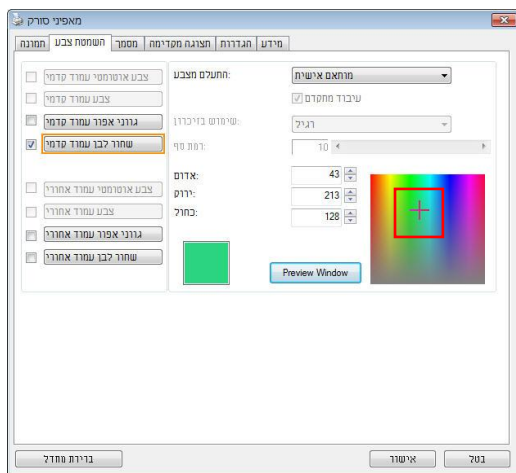 מאפיני סורק
תמונה
השמטת צבע
מסמך
תצוגה מקדימה
הגדרות
מידע
צבע אוטומטי עמוד קדמי
צבע עמוד קדמי
גווני אפור עמוד קדמי
שחור לבן עמוד קדמי
צבע אוטומטי עמוד אחורי
צבע עמוד אחורי
גווני אפור עמוד אחורי
שחור לבן עמוד אחורי
התעלם מצבע:
מותאם אישית
עיבוד מתקדם
שימוש בזיכרון:
רגיל
רמת סף:
10
אדום:
43
ירוק:
213
כחול:
128
Preview Window
ברירת מחדל
אישור
בטל